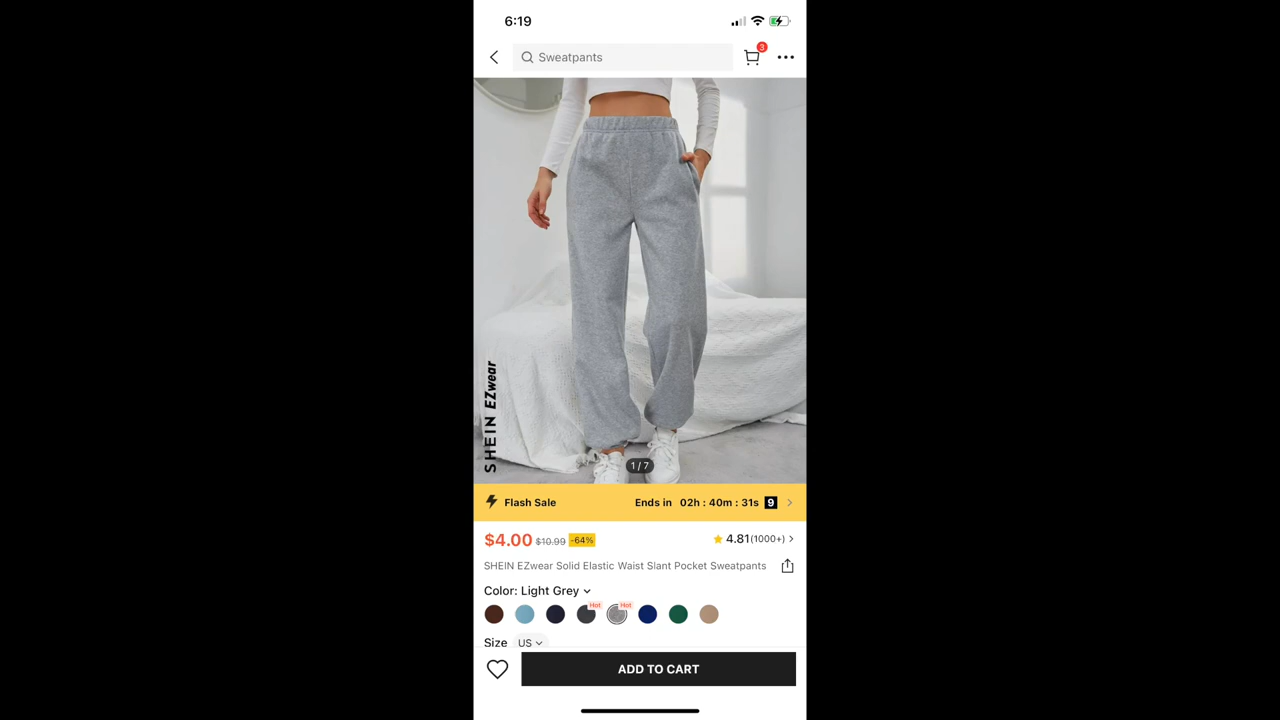 6:19
Sweatpants
3
SHEIN EZwear
1/7
Flash Sale Ends in 02h : 40m : 31s 9
$4.00 $10.99 -64% 4.81(1000+)
SHEIN EZwear Solid Elastic Waist Slant Pocket Sweatpants
Color: Light Grey
Hot Hot
Size US
ADD TO CART